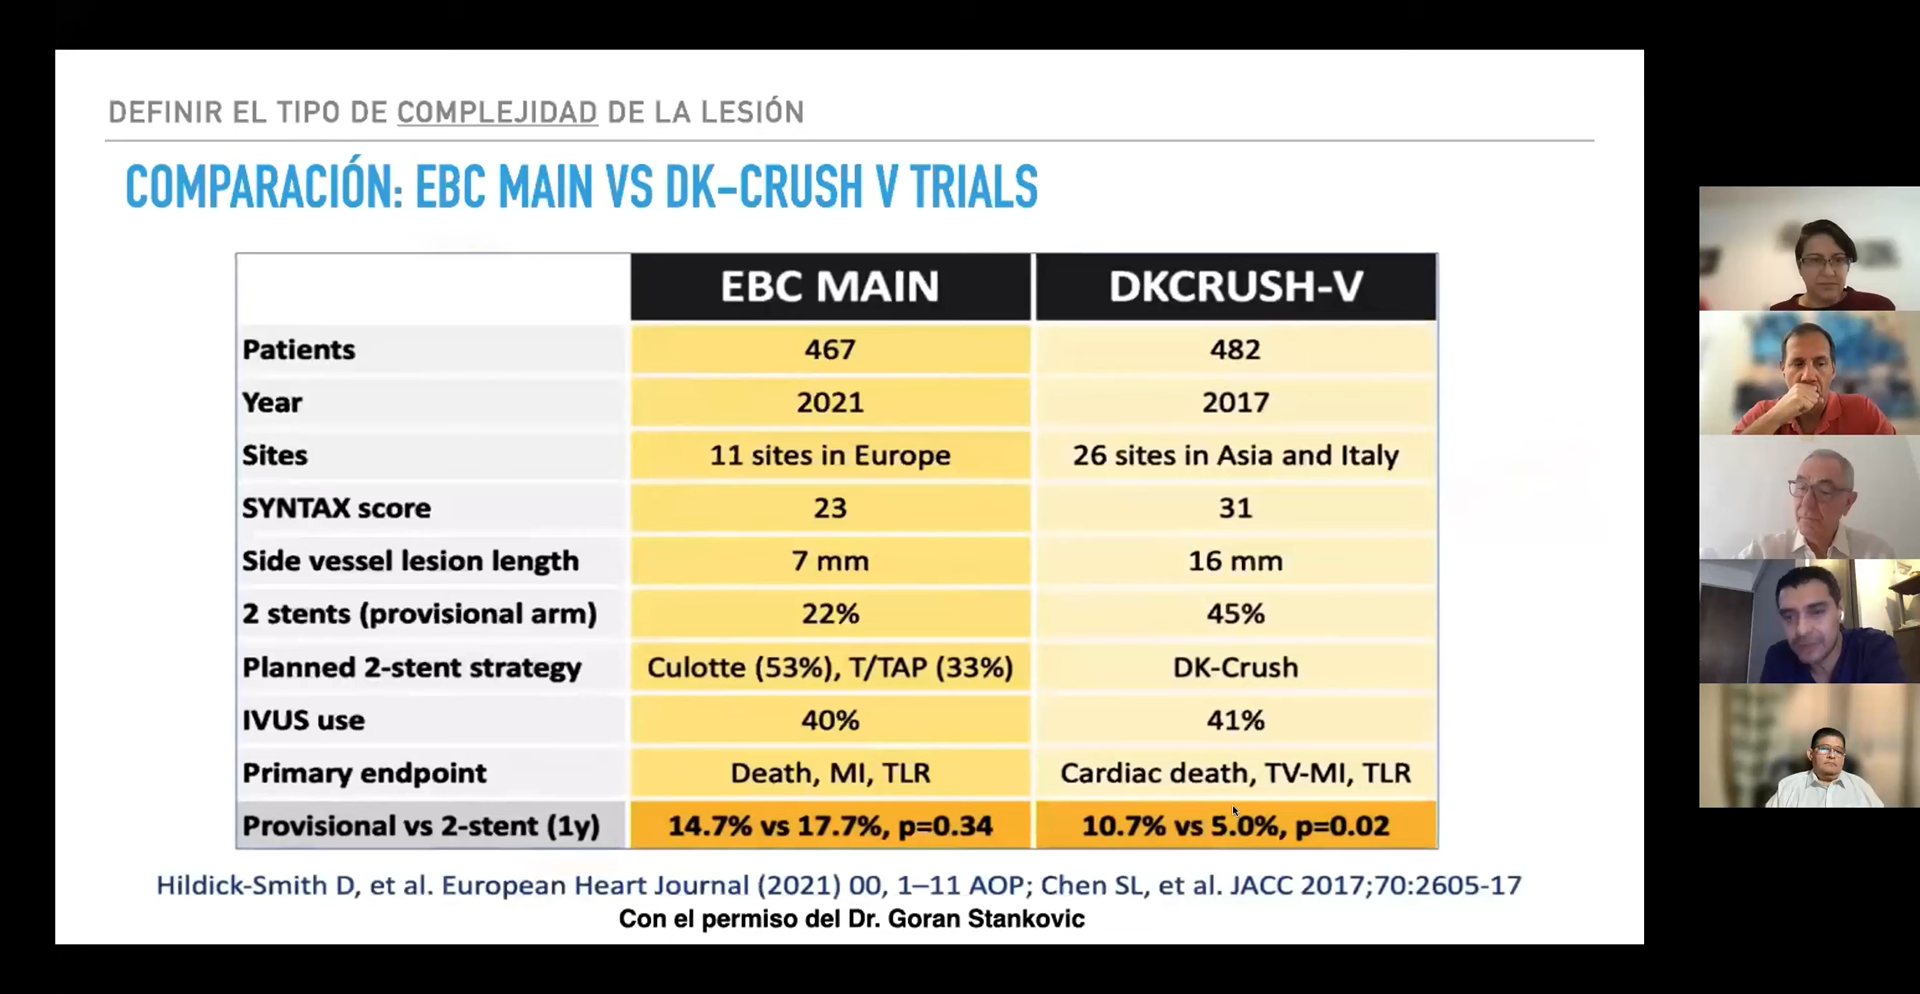 DEFINIR EL TIPO DE COMPLEJIDAD DE LA LESIÓN
COMPARACIÓN: EBC MAIN VS DK-CRUSH V TRIALS
EBC MAIN DKCRUSH-V
Patients 467 482
Year 2021 2017
Sites 11 sites in Europe 26 sites in Asia and Italy
SYNTAX score 23 31
Side vessel lesion length 7 mm 16 mm
2 stents (provisional arm) 22% 45%
Planned 2-stent strategy Culotte (53%), T/TAP (33%) DK-Crush
IVUS use 40% 41%
Primary endpoint Death, MI, TLR Cardiac death, TV-MI, TLR
Provisional vs 2-stent (1y) 14.7% vs 17.7%, p=0.34 10.7% vs 5.0%, p=0.02
Hildick-Smith D, et al. European Heart Journal (2021) 00, 1–11 AOP; Chen SL, et al. JACC 2017;70:2605-17
Con el permiso del Dr. Goran Stankovic